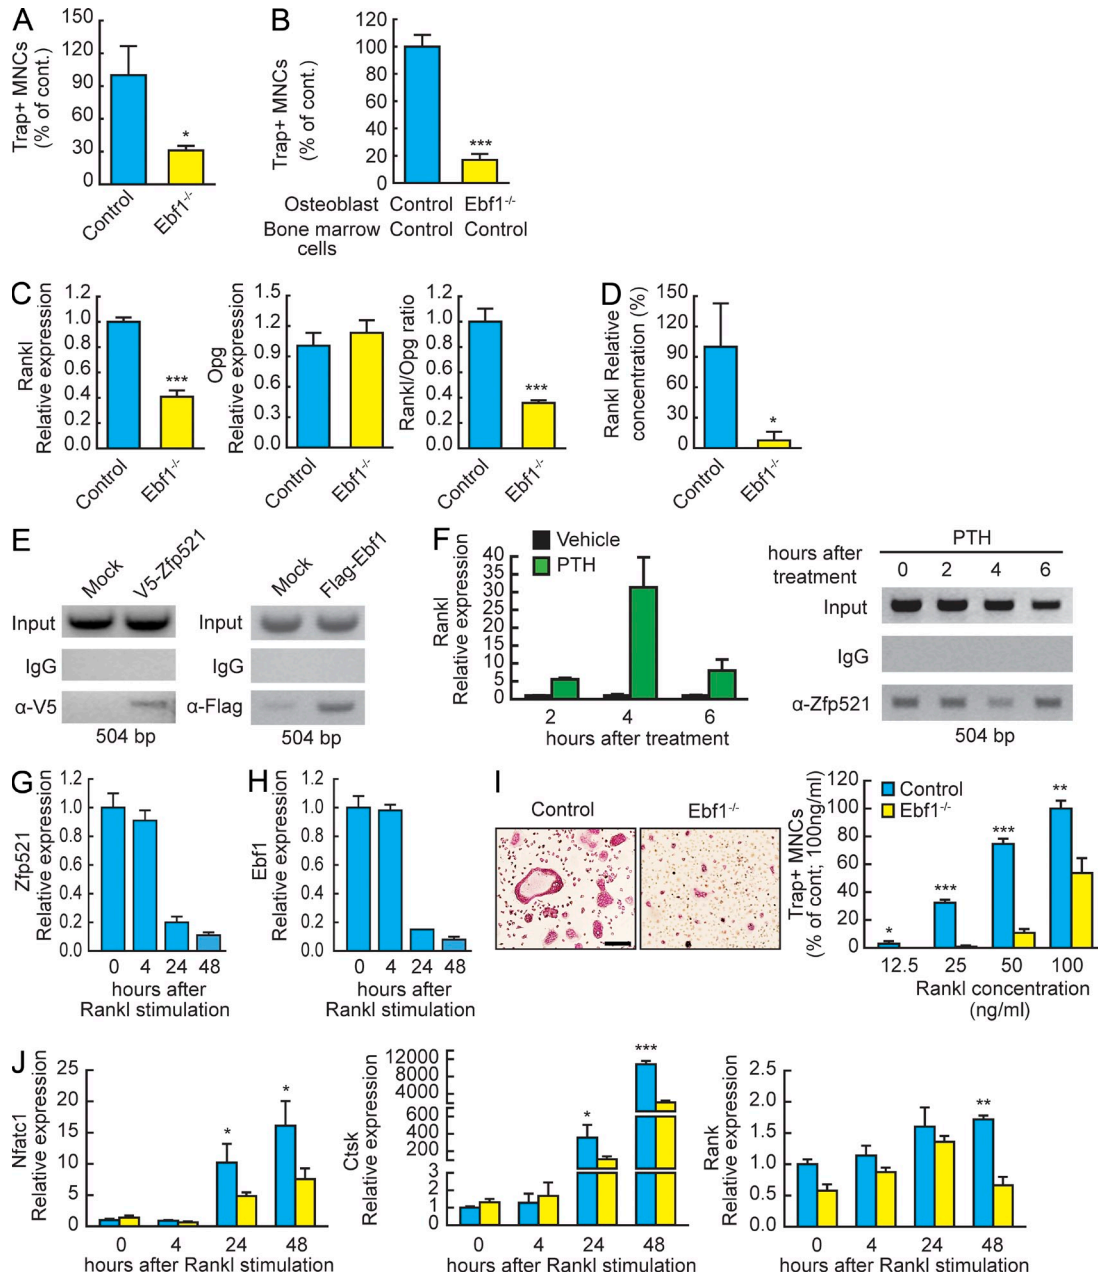 A
Trap+ MNCs
(% of cont.)
150
120
90
60
30
0
*
Control
Ebf1-/-
B
Trap+ MNCs
(% of cont.)
120
100
80
60
40
20
0
***
Osteoblast Control Ebf1-/-
Bone marrow Control Control
cells
C
Rankl
Relative expression
1.2
1.0
0.8
0.6
0.4
0.2
0.0
***
Control
Ebf1-/-
Opg
Relative expression
1.5
1.2
0.9
0.6
0.3
0.0
Control
Ebf1-/-
Rankl/Opg ratio
1.2
1.0
0.8
0.6
0.4
0.2
0.0
***
Control
Ebf1-/-
D
Rankl Relative
concentration (%)
150
120
90
60
30
0
*
Control
Ebf1-/-
E
Mock
V5-Zfp521
Input
IgG
α-V5
504 bp
Mock
Flag-Ebf1
Input
IgG
α-Flag
504 bp
F
Vehicle
PTH
Rankl
Relative expression
40
35
30
25
20
15
10
5
0
2 4 6
hours after treatment
PTH
hours after
treatment
0 2 4 6
Input
IgG
α-Zfp521
504 bp
G
Zfp521
Relative expression
1.2
1.0
0.8
0.6
0.4
0.2
0.0
0 4 24 48
hours after
Rankl stimulation
H
Ebf1
Relative expression
1.2
1.0
0.8
0.6
0.4
0.2
0.0
0 4 24 48
hours after
Rankl stimulation
I
Control
Ebf1-/-
Control
Ebf1-/-
Trap+ MNCs
(% of cont; 100ng/ml)
120
100
80
60
40
20
0
* *** *** **
12.5 25 50 100
Rankl concentration
(ng/ml)
J
Nfatc1
Relative expression
25
20
15
10
5
0
* *
0 4 24 48
hours after Rankl stimulation
Ctsk
Relative expression
12000
8000
4000
600
400
200
3
2
1
0
* ***
0 4 24 48
hours after Rankl stimulation
Rank
Relative expression
2.5
2.0
1.5
1.0
0.5
0.0
**
0 4 24 48
hours after Rankl stimulation